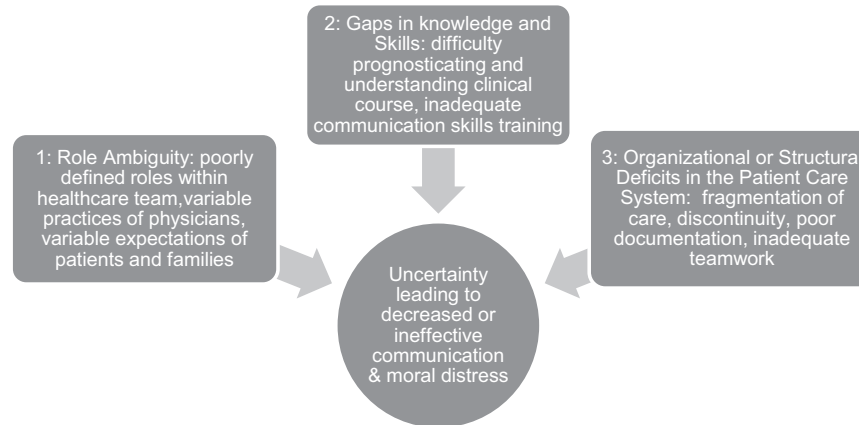 1: Role Ambiguity: poorly
defined roles within
healthcare team,variable
practices of physicians,
variable expectations of
patients and families
2: Gaps in knowledge and
Skills: difficulty
prognosticating and
understanding clinical
course, inadequate
communication skills training
3: Organizational or Structura
Deficits in the Patient Care
System: fragmentation of
care, discontinuity, poor
documentation, inadequate
teamwork
Uncertainty
leading to
decreased or
ineffective
communication
& moral distress